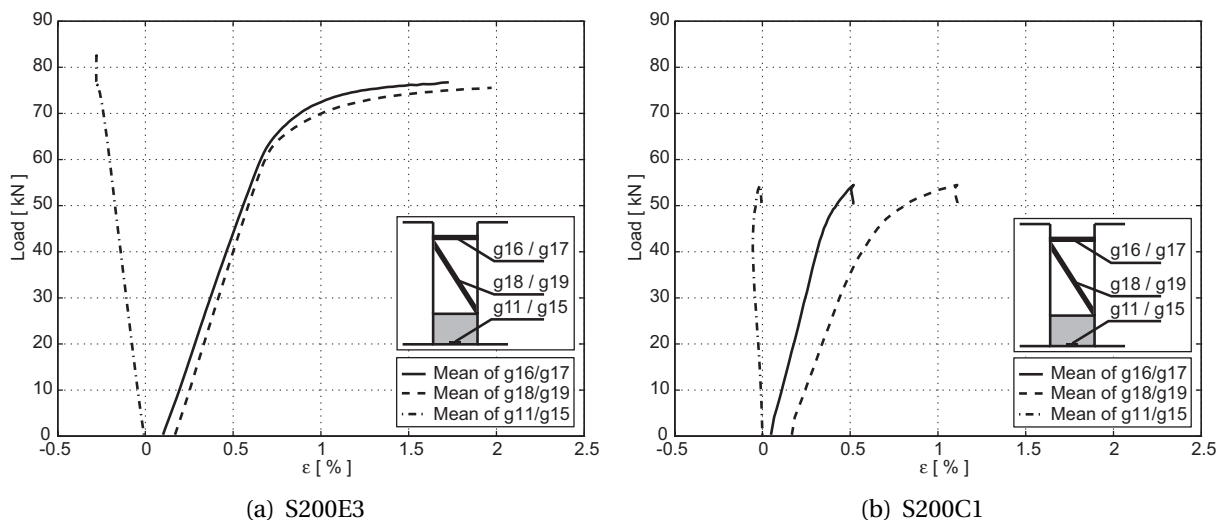 90
80
70
60
50
40
30
20
10
0
Load [ kN ]
-0.5 0 0.5 1 1.5 2 2.5
ε [ % ]
g16 / g17
g18 / g19
g11 / g15
Mean of g16/g17
Mean of g18/g19
Mean of g11/g15
(a) S200E3
90
80
70
60
50
40
30
20
10
0
Load [ kN ]
-0.5 0 0.5 1 1.5 2 2.5
ε [ % ]
g16 / g17
g18 / g19
g11 / g15
Mean of g16/g17
Mean of g18/g19
Mean of g11/g15
(b) S200C1